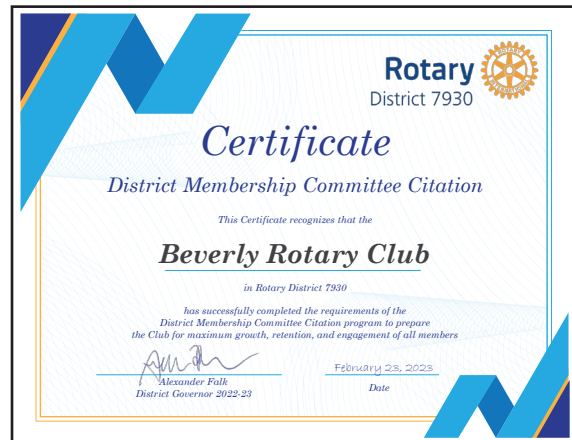 Rotary
District 7930
ROTARY
INTERNATIONAL
Certificate
District Membership Committee Citation
This Certificate recognizes that the
Beverly Rotary Club
in Rotary District 7930
has successfully completed the requirements of the
District Membership Committee Citation program to prepare
the Club for maximum growth, retention, and engagement of all members
February 23, 2023
Alexander Falk
Date
District Governor 2022-23